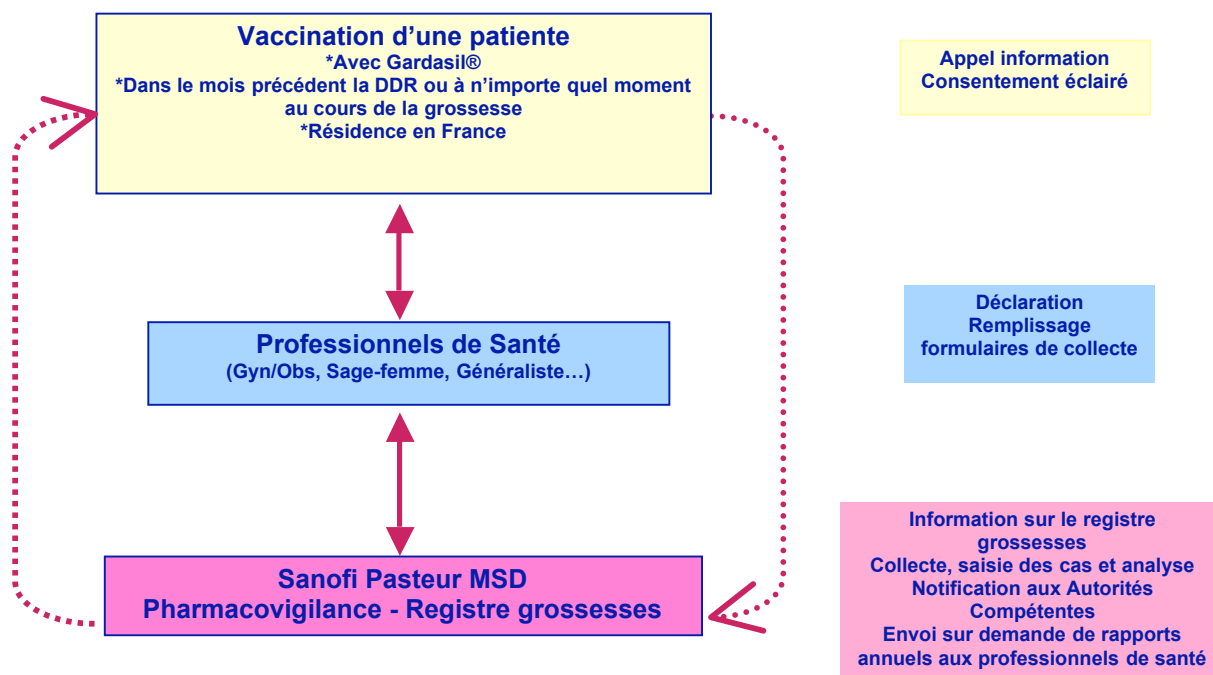 Vaccination d’une patiente
*Avec Gardasil®
*Dans le mois précédent la DDR ou à n’importe quel moment
au cours de la grossesse
*Résidence en France
Appel information
Consentement éclairé
Professionnels de Santé
(Gyn/Obs, Sage-femme, Généraliste…)
Déclaration
Remplissage
formulaires de collecte
Sanofi Pasteur MSD
Pharmacovigilance - Registre grossesses
Information sur le registre
grossesses
Collecte, saisie des cas et analyse
Notification aux Autorités
Compétentes
Envoi sur demande de rapports
annuels aux professionnels de santé